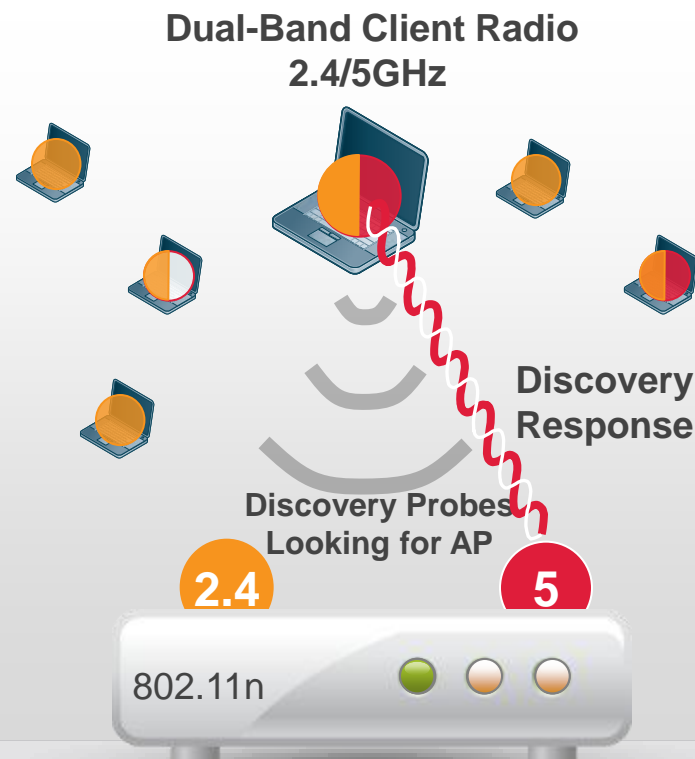 Dual-Band Client Radio
2.4/5GHz
Discovery
Response
Discovery Probes
Looking for AP
2.4
5
802.11n